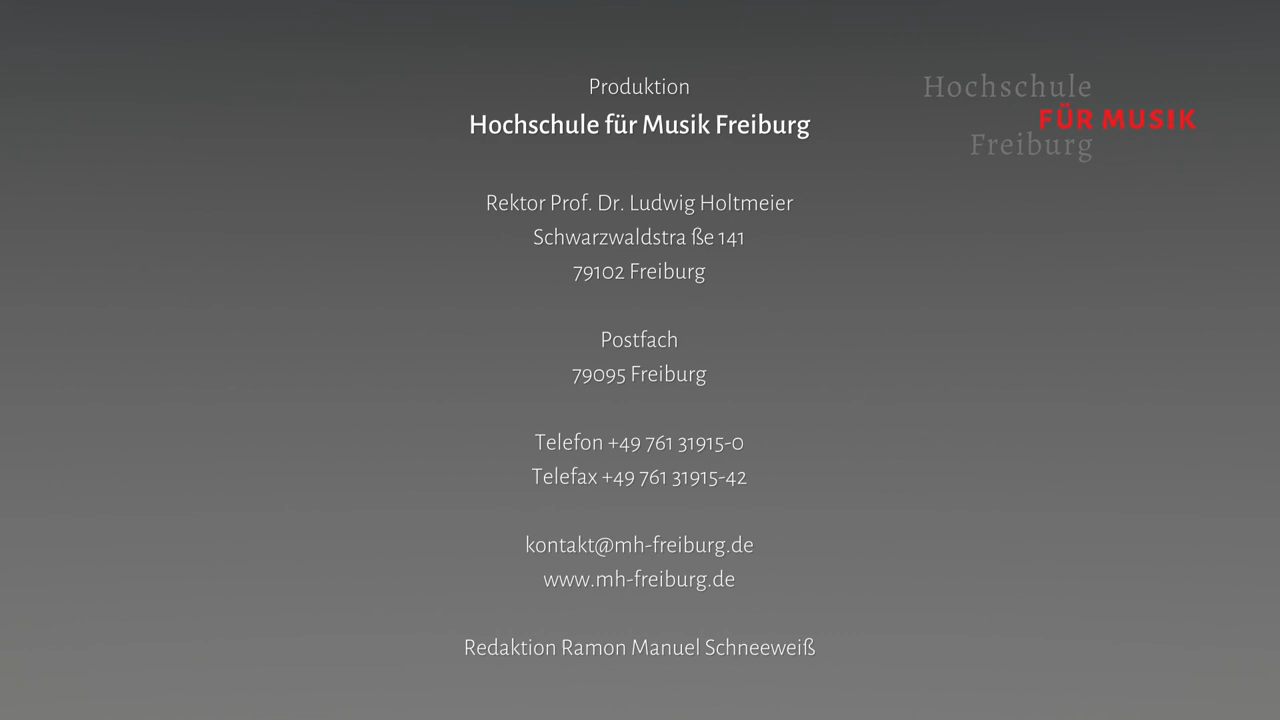 Produktion
Hochschule für Musik Freiburg
Hochschule
FÜR MUSIK
Freiburg
Rektor Prof. Dr. Ludwig Holtmeier
Schwarzwaldstra ße 141
79102 Freiburg
Postfach
79095 Freiburg
Telefon +49 761 31915-0
Telefax +49 761 31915-42
kontakt@mh-freiburg.de
www.mh-freiburg.de
Redaktion Ramon Manuel Schneeweiß